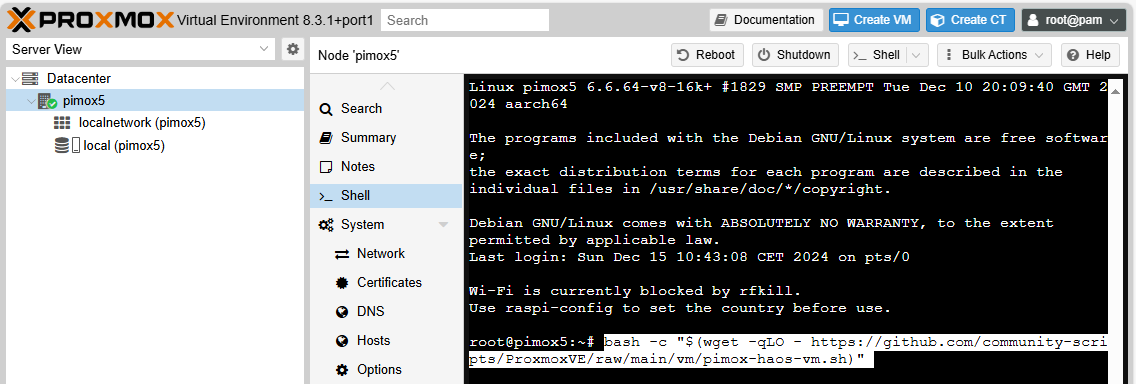 PROXMOX Virtual Environment 8.3.1+port1 Search Documentation Create VM Create CT root@pam
Server View
Datacenter
pimox5
localnetwork (pimox5)
local (pimox5)
Node 'pimox5' Reboot Shutdown Shell Bulk Actions Help
Search
Summary
Notes
Shell
System
Network
Certificates
DNS
Hosts
Options
Linux pimox5 6.6.64-v8-16k+ #1829 SMP PREEMPT Tue Dec 10 20:09:40 GMT 2
024 aarch64
The programs included with the Debian GNU/Linux system are free softwar
e;
the exact distribution terms for each program are described in the
individual files in /usr/share/doc/*/copyright.
Debian GNU/Linux comes with ABSOLUTELY NO WARRANTY, to the extent
permitted by applicable law.
Last login: Sun Dec 15 10:43:08 CET 2024 on pts/0
Wi-Fi is currently blocked by rfkill.
Use raspi-config to set the country before use.
root@pimox5:~# bash -c "$(wget -qLO - https://github.com/community-scri
pts/ProxmoxVE/raw/main/vm/pimox-haos-vm.sh)"